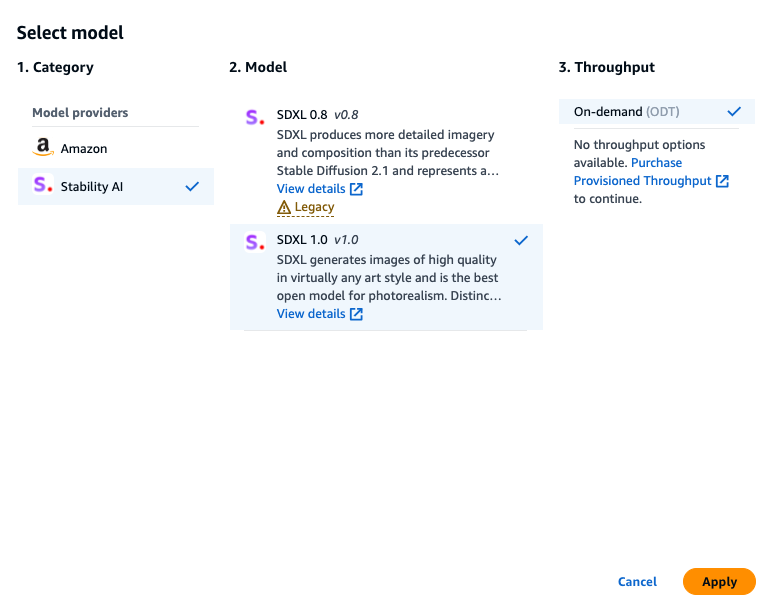 Select model
1. Category
Model providers
Amazon
Stability AI
2. Model
SDXL 0.8 v0.8
SDXL produces more detailed imagery
and composition than its predecessor
Stable Diffusion 2.1 and represents a...
View details
Legacy
SDXL 1.0 v1.0
SDXL generates images of high quality
in virtually any art style and is the best
open model for photorealism. Distinc...
View details
3. Throughput
On-demand (ODT)
No throughput options
available. Purchase
Provisioned Throughput
to continue.
Cancel
Apply